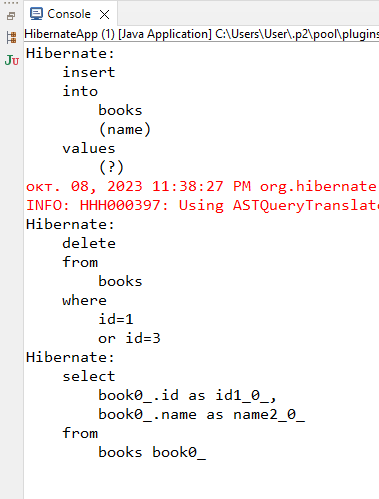 Console
HibernateApp (1) [Java Application] C:\Users\User\.p2\pool\plugins
Hibernate:
    insert
    into
        books
        (name)
    values
        (?)
окт. 08, 2023 11:38:27 PM org.hibernate
INFO: HHH000397: Using ASTQueryTranslat
Hibernate:
    delete
    from
        books
    where
        id=1
        or id=3
Hibernate:
    select
        book0_.id as id1_0_,
        book0_.name as name2_0_
    from
        books book0_